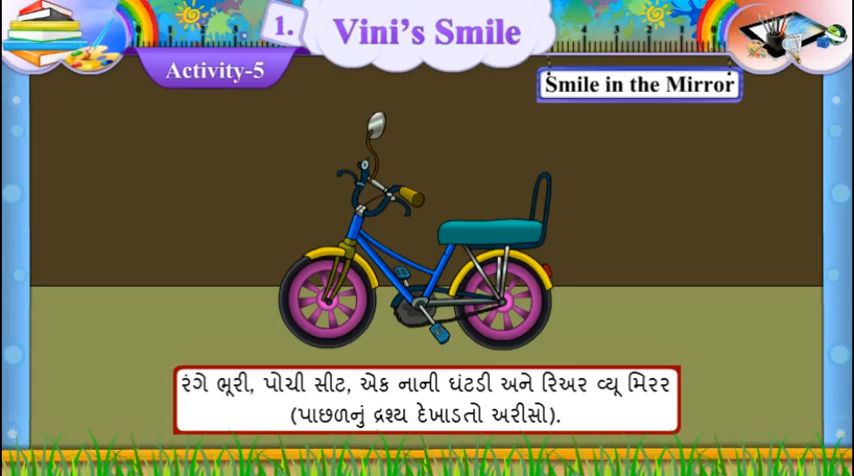 1.
Vini's Smile
Activity-5
Smile in the Mirror
રંગે ભૂરી, પોચી સીટ, એક નાની ઘંટડી અને રિઅર વ્યૂ મિરર
(પાછળનું દ્રશ્ય દેખાડતો અરીસો).